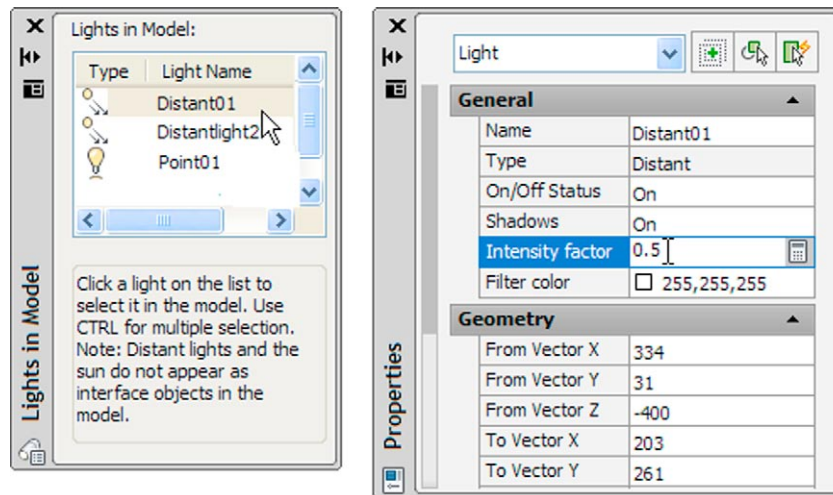 Lights in Model:
Type Light Name
Distant01
Distantlight2
Point01
Click a light on the list to
select it in the model. Use
CTRL for multiple selection.
Note: Distant lights and the
sun do not appear as
interface objects in the
model.
Lights in Model
Light
General
Name Distant01
Type Distant
On/Off Status On
Shadows On
Intensity factor 0.5
Filter color 255,255,255
Geometry
From Vector X 334
From Vector Y 31
From Vector Z -400
To Vector X 203
To Vector Y 261
Properties